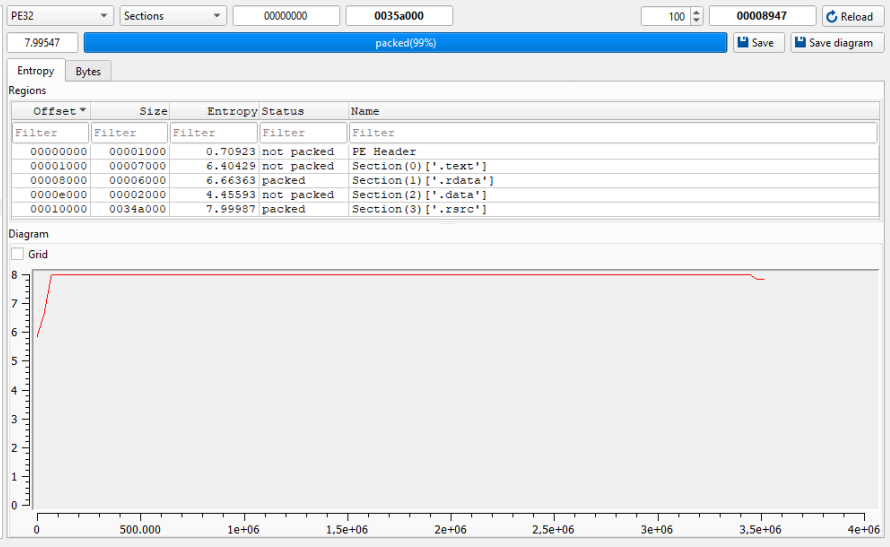 PE32 Sections 00000000 0035a000 100 00008947 Reload
7.99547 packed(99%) Save Save diagram
Entropy Bytes
Regions
Offset Size Entropy Status Name
Filter Filter Filter Filter Filter
00000000 00001000 0.70923 not packed PE Header
00001000 00007000 6.40429 not packed Section(0)['.text']
00008000 00006000 6.66363 packed Section(1)['.rdata']
0000e000 00002000 4.45593 not packed Section(2)['.data']
00010000 0034a000 7.99987 packed Section(3)['.rsrc']
Diagram
Grid
8
7
6
5
4
3
2
1
0
0 500.000 1e+06 1,5e+06 2e+06 2,5e+06 3e+06 3,5e+06 4e+06